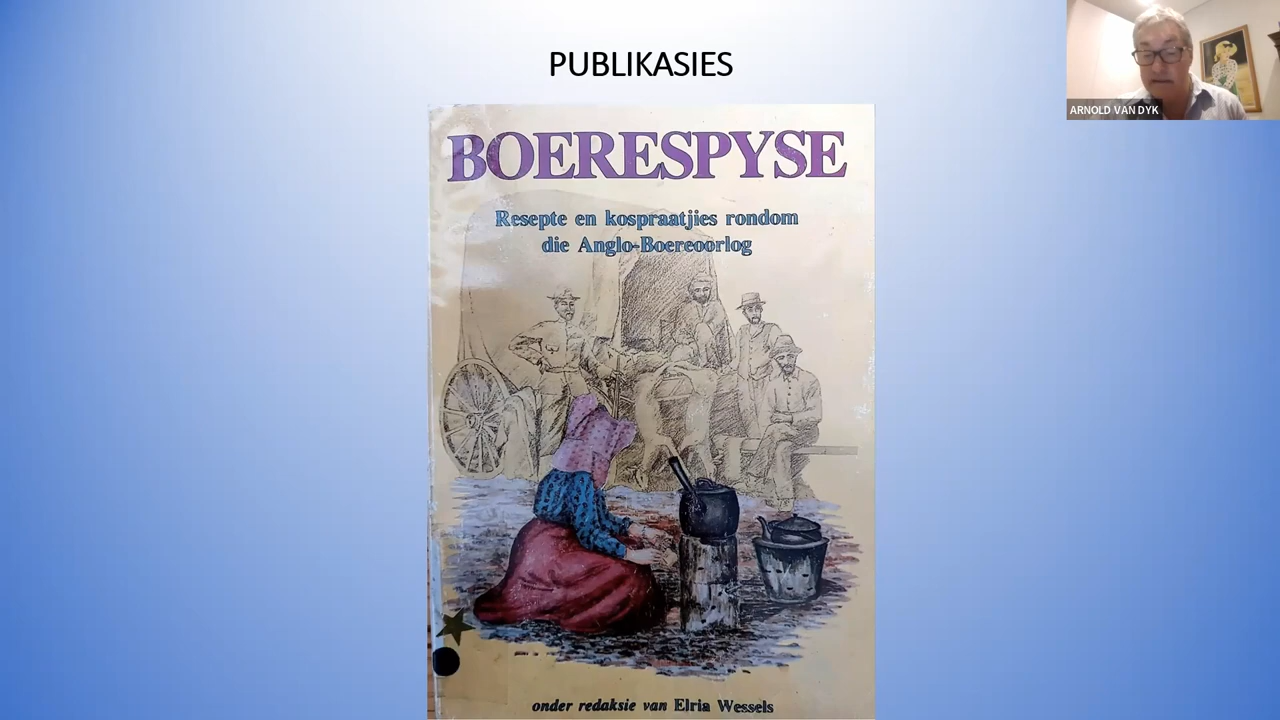 PUBLIKASIES
ARNOLD VAN DYK
BOERESPYSE
Resepte en kospraatjies rondom
die Anglo-Boereoorlog
onder redaksie van Elria Wessels